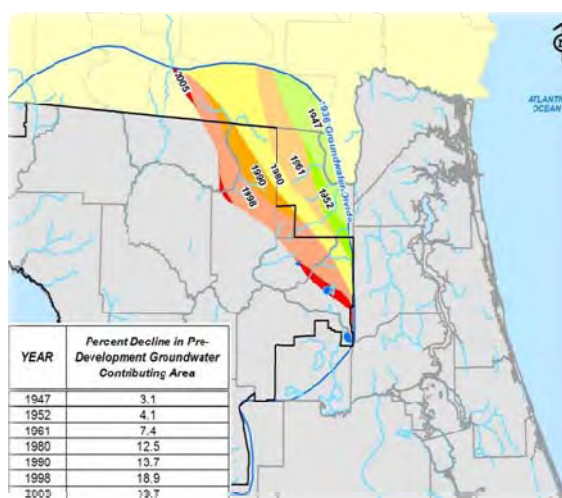 ATLANTIC
OCEAN
2005
1936 Groundwater Divide
1947
1961
1980
1990
1952
1998
YEAR
Percent Decline in Pre-
Development Groundwater
Contributing Area
1947 3.1
1952 4.1
1961 7.4
1980 12.5
1990 13.7
1998 18.9